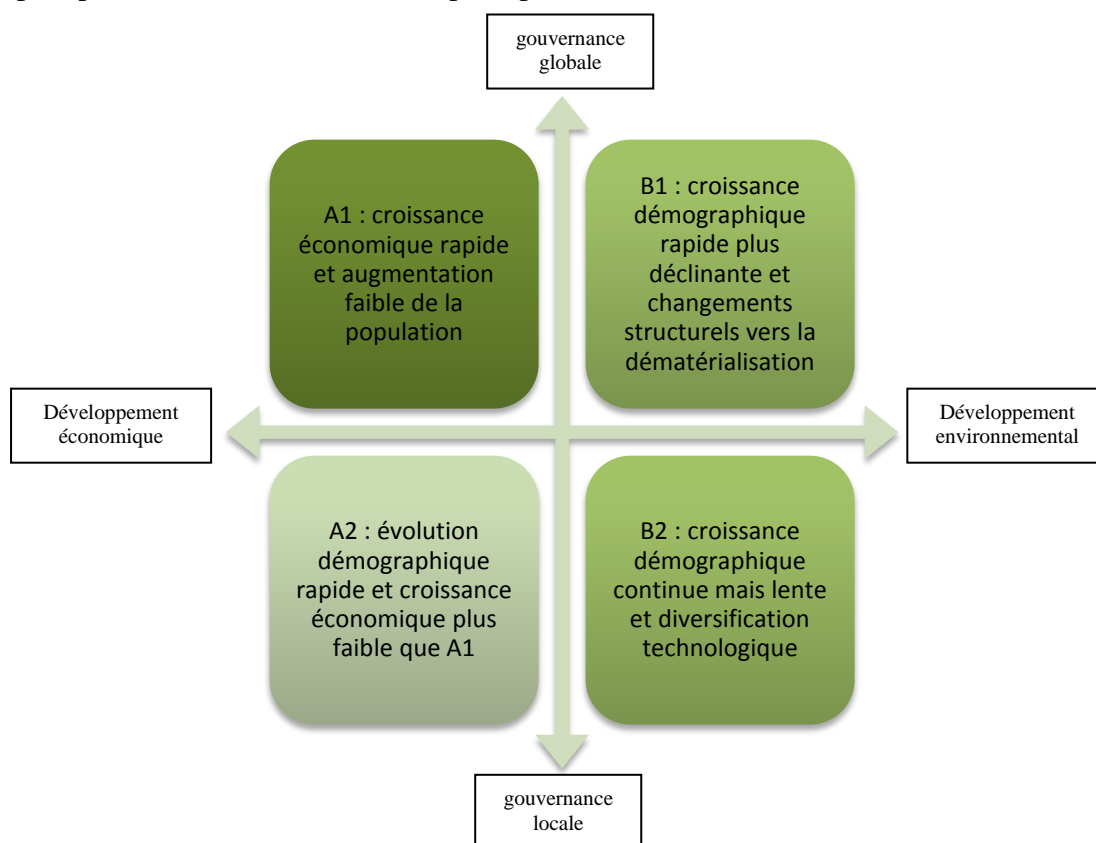 gouvernance
globale
A1 : croissance
économique rapide
et augmentation
faible de la
population
B1 : croissance
démographique
rapide plus
déclinante et
changements
structurels vers la
dématérialisation
Développement
économique
Développement
environnemental
A2 : évolution
démographique
rapide et croissance
économique plus
faible que A1
B2 : croissance
démographique
continue mais lente
et diversification
technologique
gouvernance
locale